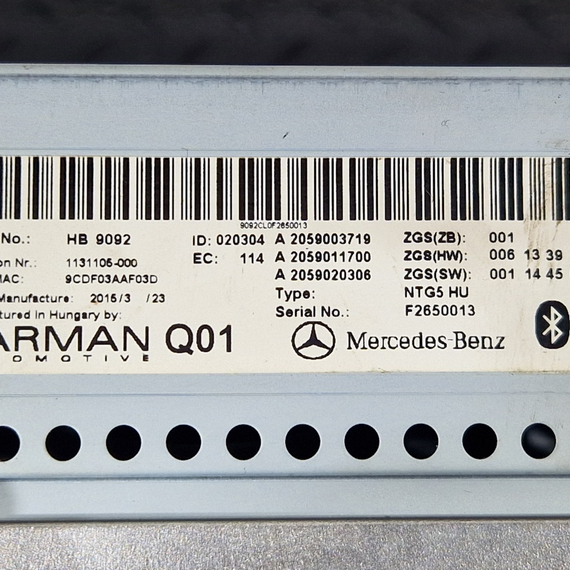 9092CL0F2650013
No.: HB 9092 ID: 020304 A 2059003719 ZGS(ZB): 001
on Nr.: 1131106-000 EC: 114 A 2059011700 ZGS(HW): 006 13 39
MAC: 9CDF03AAF03D A 2059020306 ZGS(SW): 001 14 45
Manufacture: 2015/3 /23 Type: NTG5 HU
tured in Hungary by: Serial No.: F2650013
ARMAN Q01 Mercedes-Benz
OMOTIVE